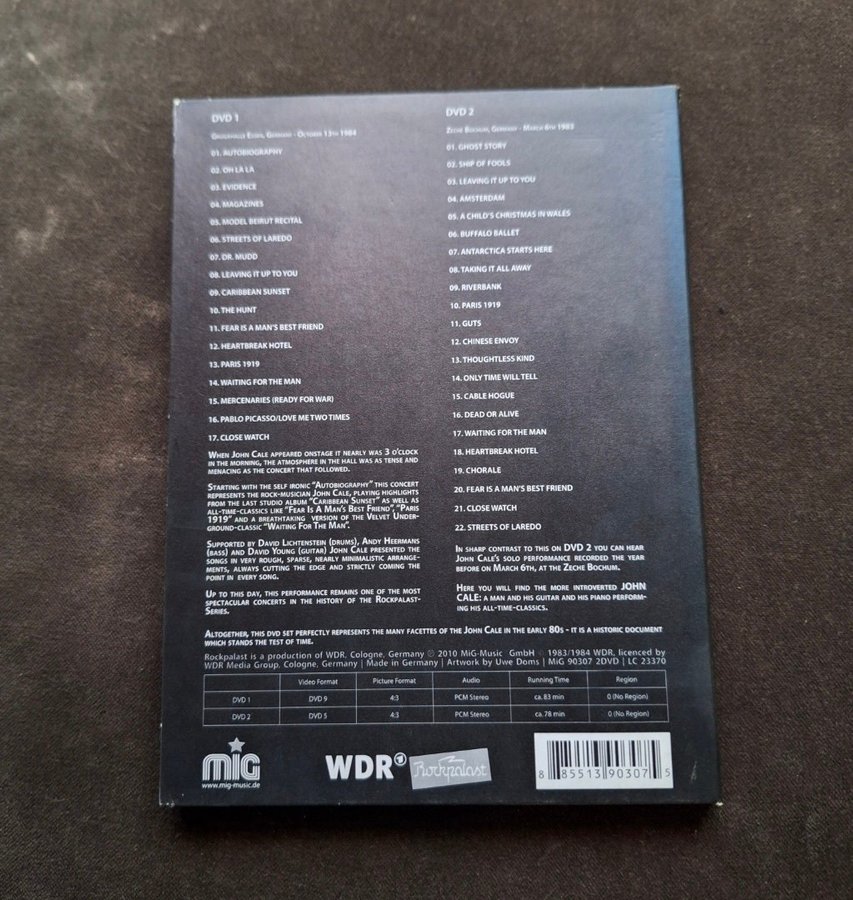 DVD 1
Grugahalle Essen, Germany - October 13th 1984
01. AUTOBIOGRAPHY
02. OH LA LA
03. EVIDENCE
04. MAGAZINES
05. MODEL BEIRUT RECITAL
06. STREETS OF LAREDO
07. DR. MUDD
08. LEAVING IT UP TO YOU
09. CARIBBEAN SUNSET
10. THE HUNT
11. FEAR IS A MAN'S BEST FRIEND
12. HEARTBREAK HOTEL
13. PARIS 1919
14. WAITING FOR THE MAN
15. MERCENARIES (READY FOR WAR)
16. PABLO PICASSO/LOVE ME TWO TIMES
17. CLOSE WATCH
When John Cale appeared onstage it nearly was 3 o'clock
in the morning, the atmosphere in the hall was as tense and
menacing as the concert that followed.
Starting with the self ironic "Autobiography" this concert
represents the rock-musician John Cale, playing highlights
from the last studio album "Caribbean Sunset" as well as
all-time-classics like "Fear Is A Man's Best Friend", "Paris
1919" and a breathtaking version of the Velvet Under-
ground-classic "Waiting For The Man".
Supported by David Lichtenstein (drums), Andy Heermans
(bass) and David Young (guitar) John Cale presented the
songs in very rough, sparse, nearly minimalistic arrange-
ments, always cutting the edge and strictly coming the
point in every song.
Up to this day, this performance remains one of the most
spectacular concerts in the history of the Rockpalast-
Series.
DVD 2
Zeche Bochum, Germany - March 6th 1983
01. GHOST STORY
02. SHIP OF FOOLS
03. LEAVING IT UP TO YOU
04. AMSTERDAM
05. A CHILD'S CHRISTMAS IN WALES
06. BUFFALO BALLET
07. ANTARCTICA STARTS HERE
08. TAKING IT ALL AWAY
09. RIVERBANK
10. PARIS 1919
11. GUTS
12. CHINESE ENVOY
13. THOUGHTLESS KIND
14. ONLY TIME WILL TELL
15. CABLE HOGUE
16. DEAD OR ALIVE
17. WAITING FOR THE MAN
18. HEARTBREAK HOTEL
19. CHORALE
20. FEAR IS A MAN'S BEST FRIEND
21. CLOSE WATCH
22. STREETS OF LAREDO
In sharp contrast to this on DVD 2 you can hear
John Cale's solo performance recorded the year
before on March 6th, at the Zeche Bochum.
Here you will find the more introverted JOHN
CALE: a man and his guitar and his piano perform-
ing his all-time-classics.
Altogether, this dvd set perfectly represents the many facettes of the John Cale in the early 80s - it is a historic document
which stands the test of time.
Rockpalast is a production of WDR, Cologne, Germany ℗ 2010 MiG-Music GmbH © 1983/1984 WDR, licenced by
WDR Media Group, Cologne, Germany | Made in Germany | Artwork by Uwe Doms | MiG 90307 2DVD | LC 23370
Video Format Picture Format Audio Running Time Region
DVD 1 DVD 9 4:3 PCM Stereo ca. 83 min 0 (No Region)
DVD 2 DVD 5 4:3 PCM Stereo ca. 78 min 0 (No Region)
MIG
www.mig-music.de
WDR 1
Rockpalast
8 85513 90307 5